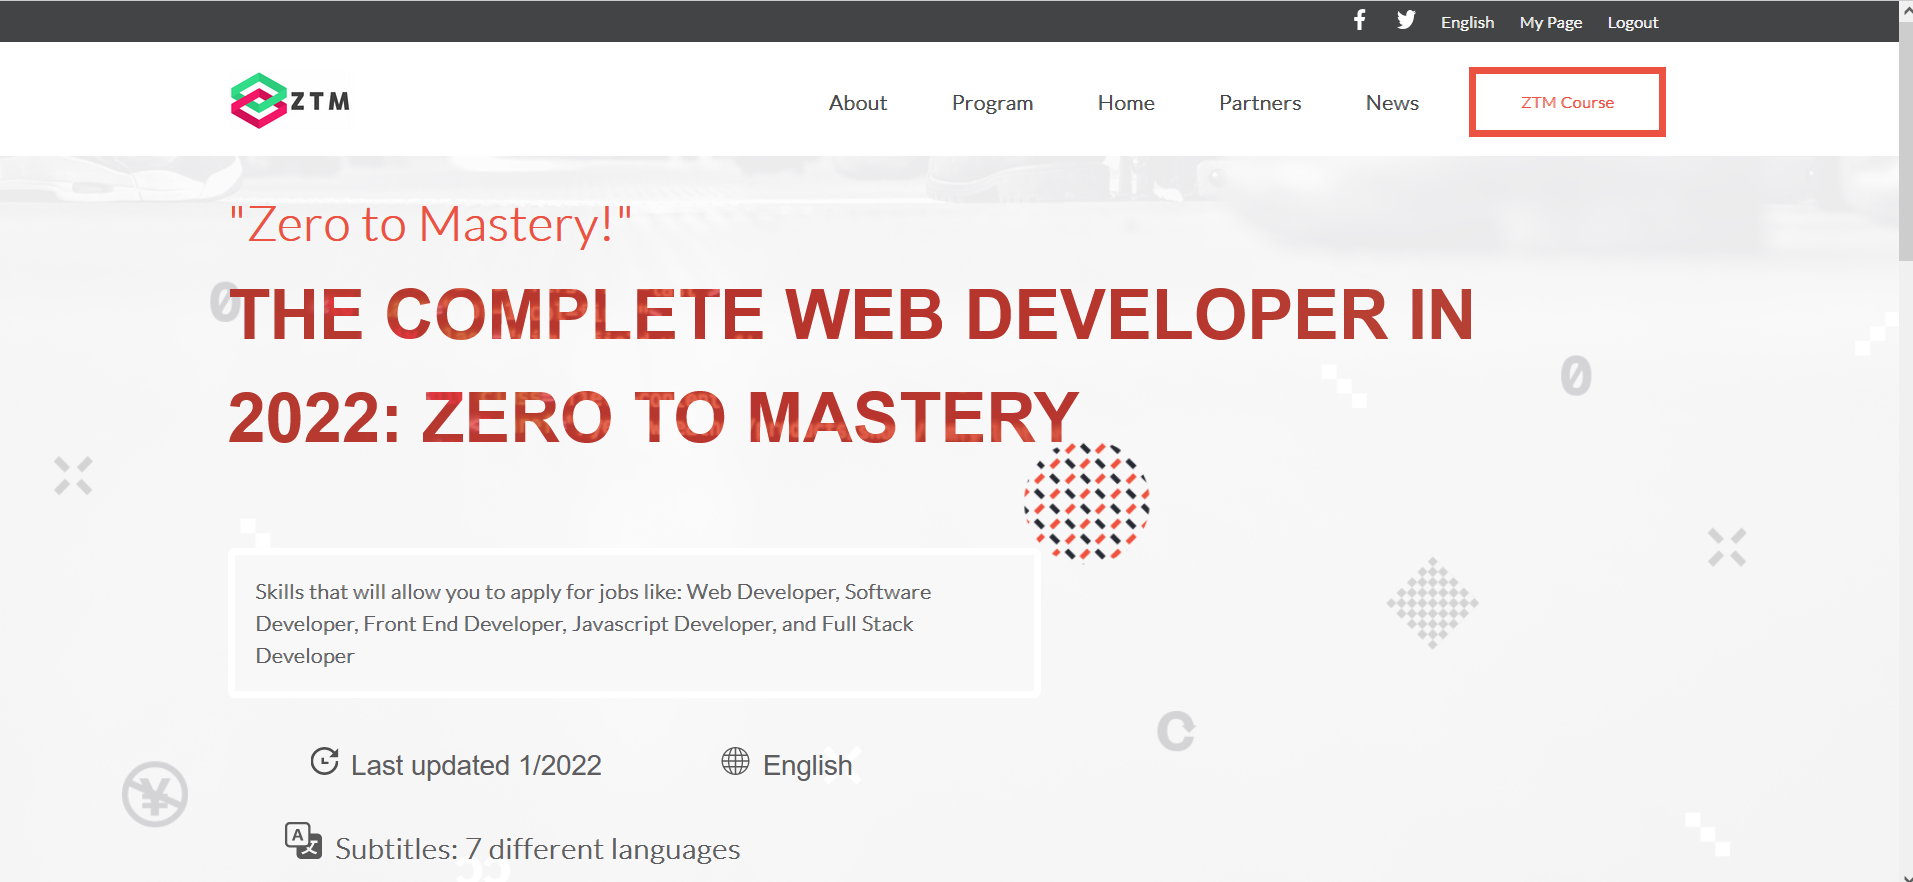 English My Page Logout
ZTM
About Program Home Partners News ZTM Course
"Zero to Mastery!"
THE COMPLETE WEB DEVELOPER IN
2022: ZERO TO MASTERY
Skills that will allow you to apply for jobs like: Web Developer, Software
Developer, Front End Developer, Javascript Developer, and Full Stack
Developer
Last updated 1/2022
English
Subtitles: 7 different languages